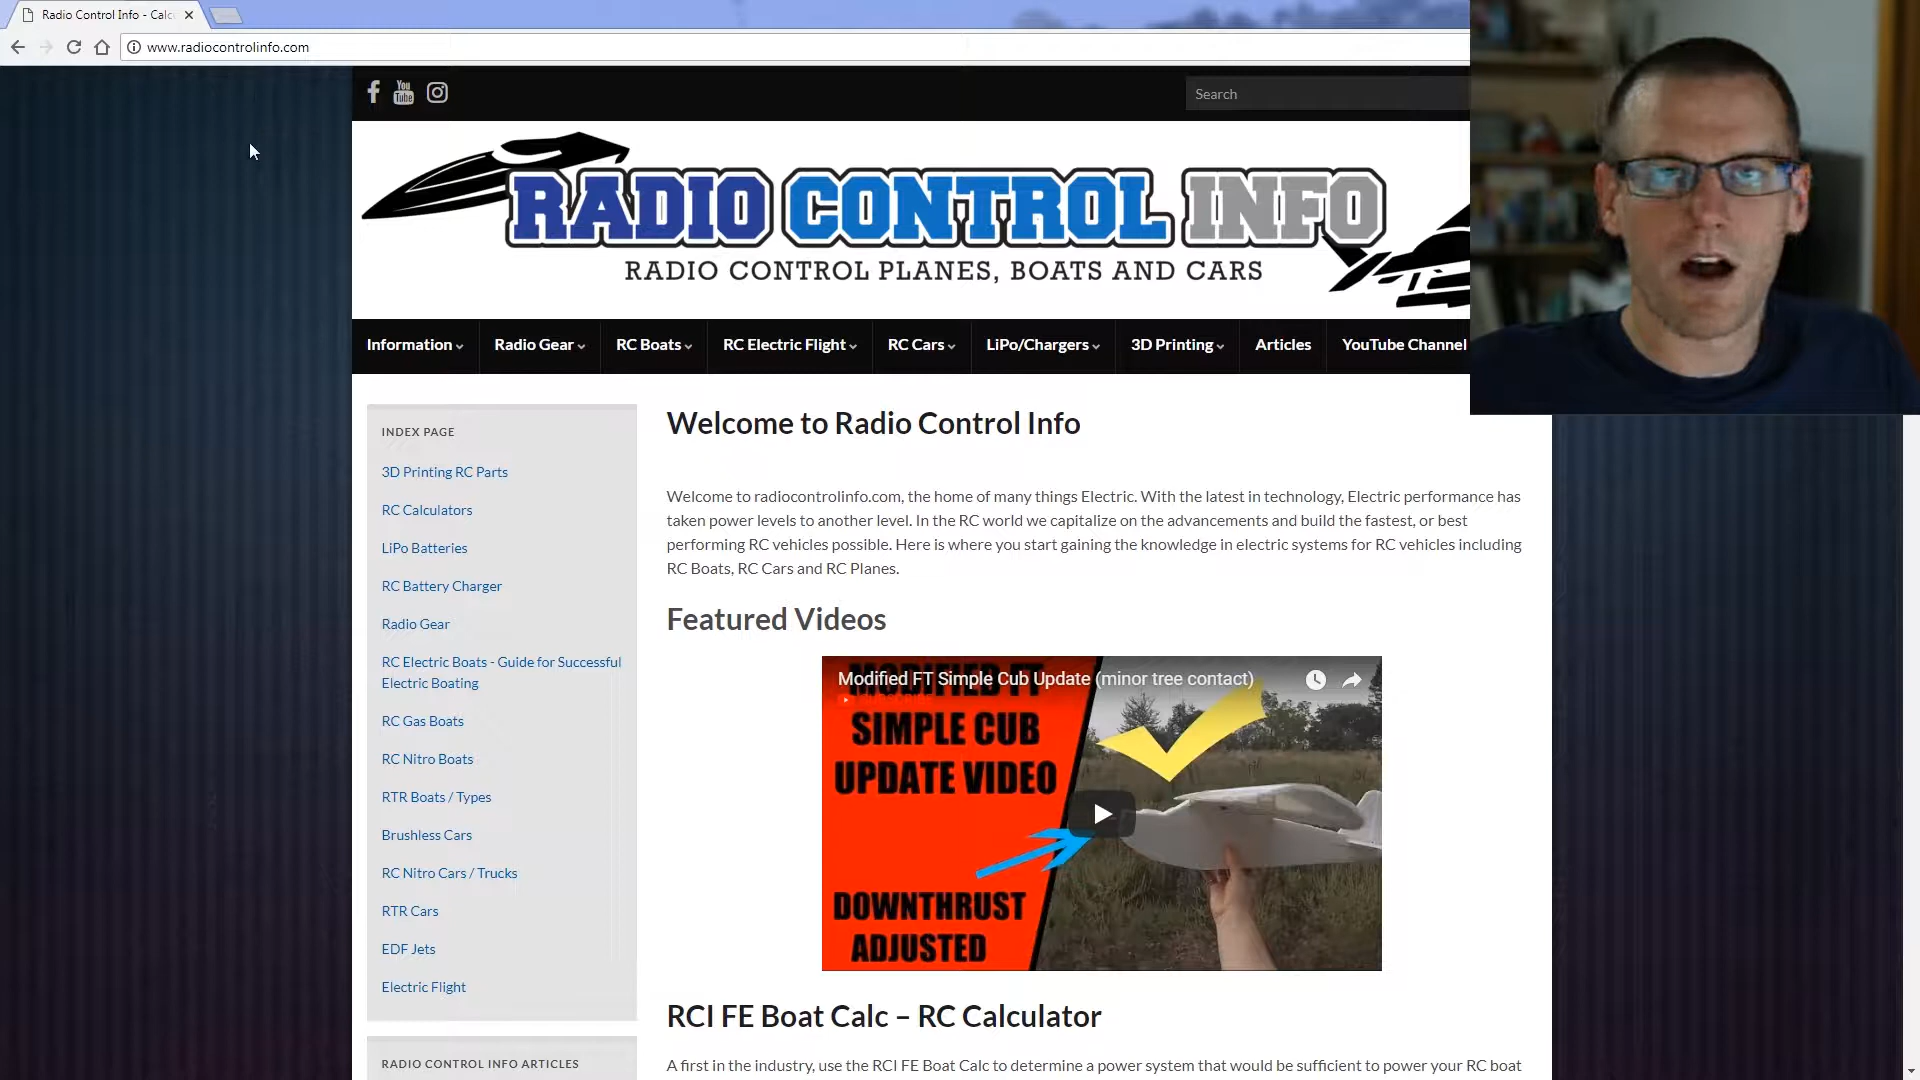 Radio Control Info - Calc
www.radiocontrolinfo.com
You
Tube
Search
RADIO CONTROL INFO
RADIO CONTROL PLANES, BOATS AND CARS
Information
Radio Gear
RC Boats
RC Electric Flight
RC Cars
LiPo/Chargers
3D Printing
Articles
YouTube Channel
INDEX PAGE
3D Printing RC Parts
RC Calculators
LiPo Batteries
RC Battery Charger
Radio Gear
RC Electric Boats - Guide for Successful
Electric Boating
RC Gas Boats
RC Nitro Boats
RTR Boats / Types
Brushless Cars
RC Nitro Cars / Trucks
RTR Cars
EDF Jets
Electric Flight
RADIO CONTROL INFO ARTICLES
Welcome to Radio Control Info
Welcome to radiocontrolinfo.com, the home of many things Electric. With the latest in technology, Electric performance has
taken power levels to another level. In the RC world we capitalize on the advancements and build the fastest, or best
performing RC vehicles possible. Here is where you start gaining the knowledge in electric systems for RC vehicles including
RC Boats, RC Cars and RC Planes.
Featured Videos
Modified FT Simple Cub Update (minor tree contact)
MODIFIED FT
SIMPLE CUB
UPDATE VIDEO
DOWNTHRUST
ADJUSTED
RCI FE Boat Calc – RC Calculator
A first in the industry, use the RCI FE Boat Calc to determine a power system that would be sufficient to power your RC boat